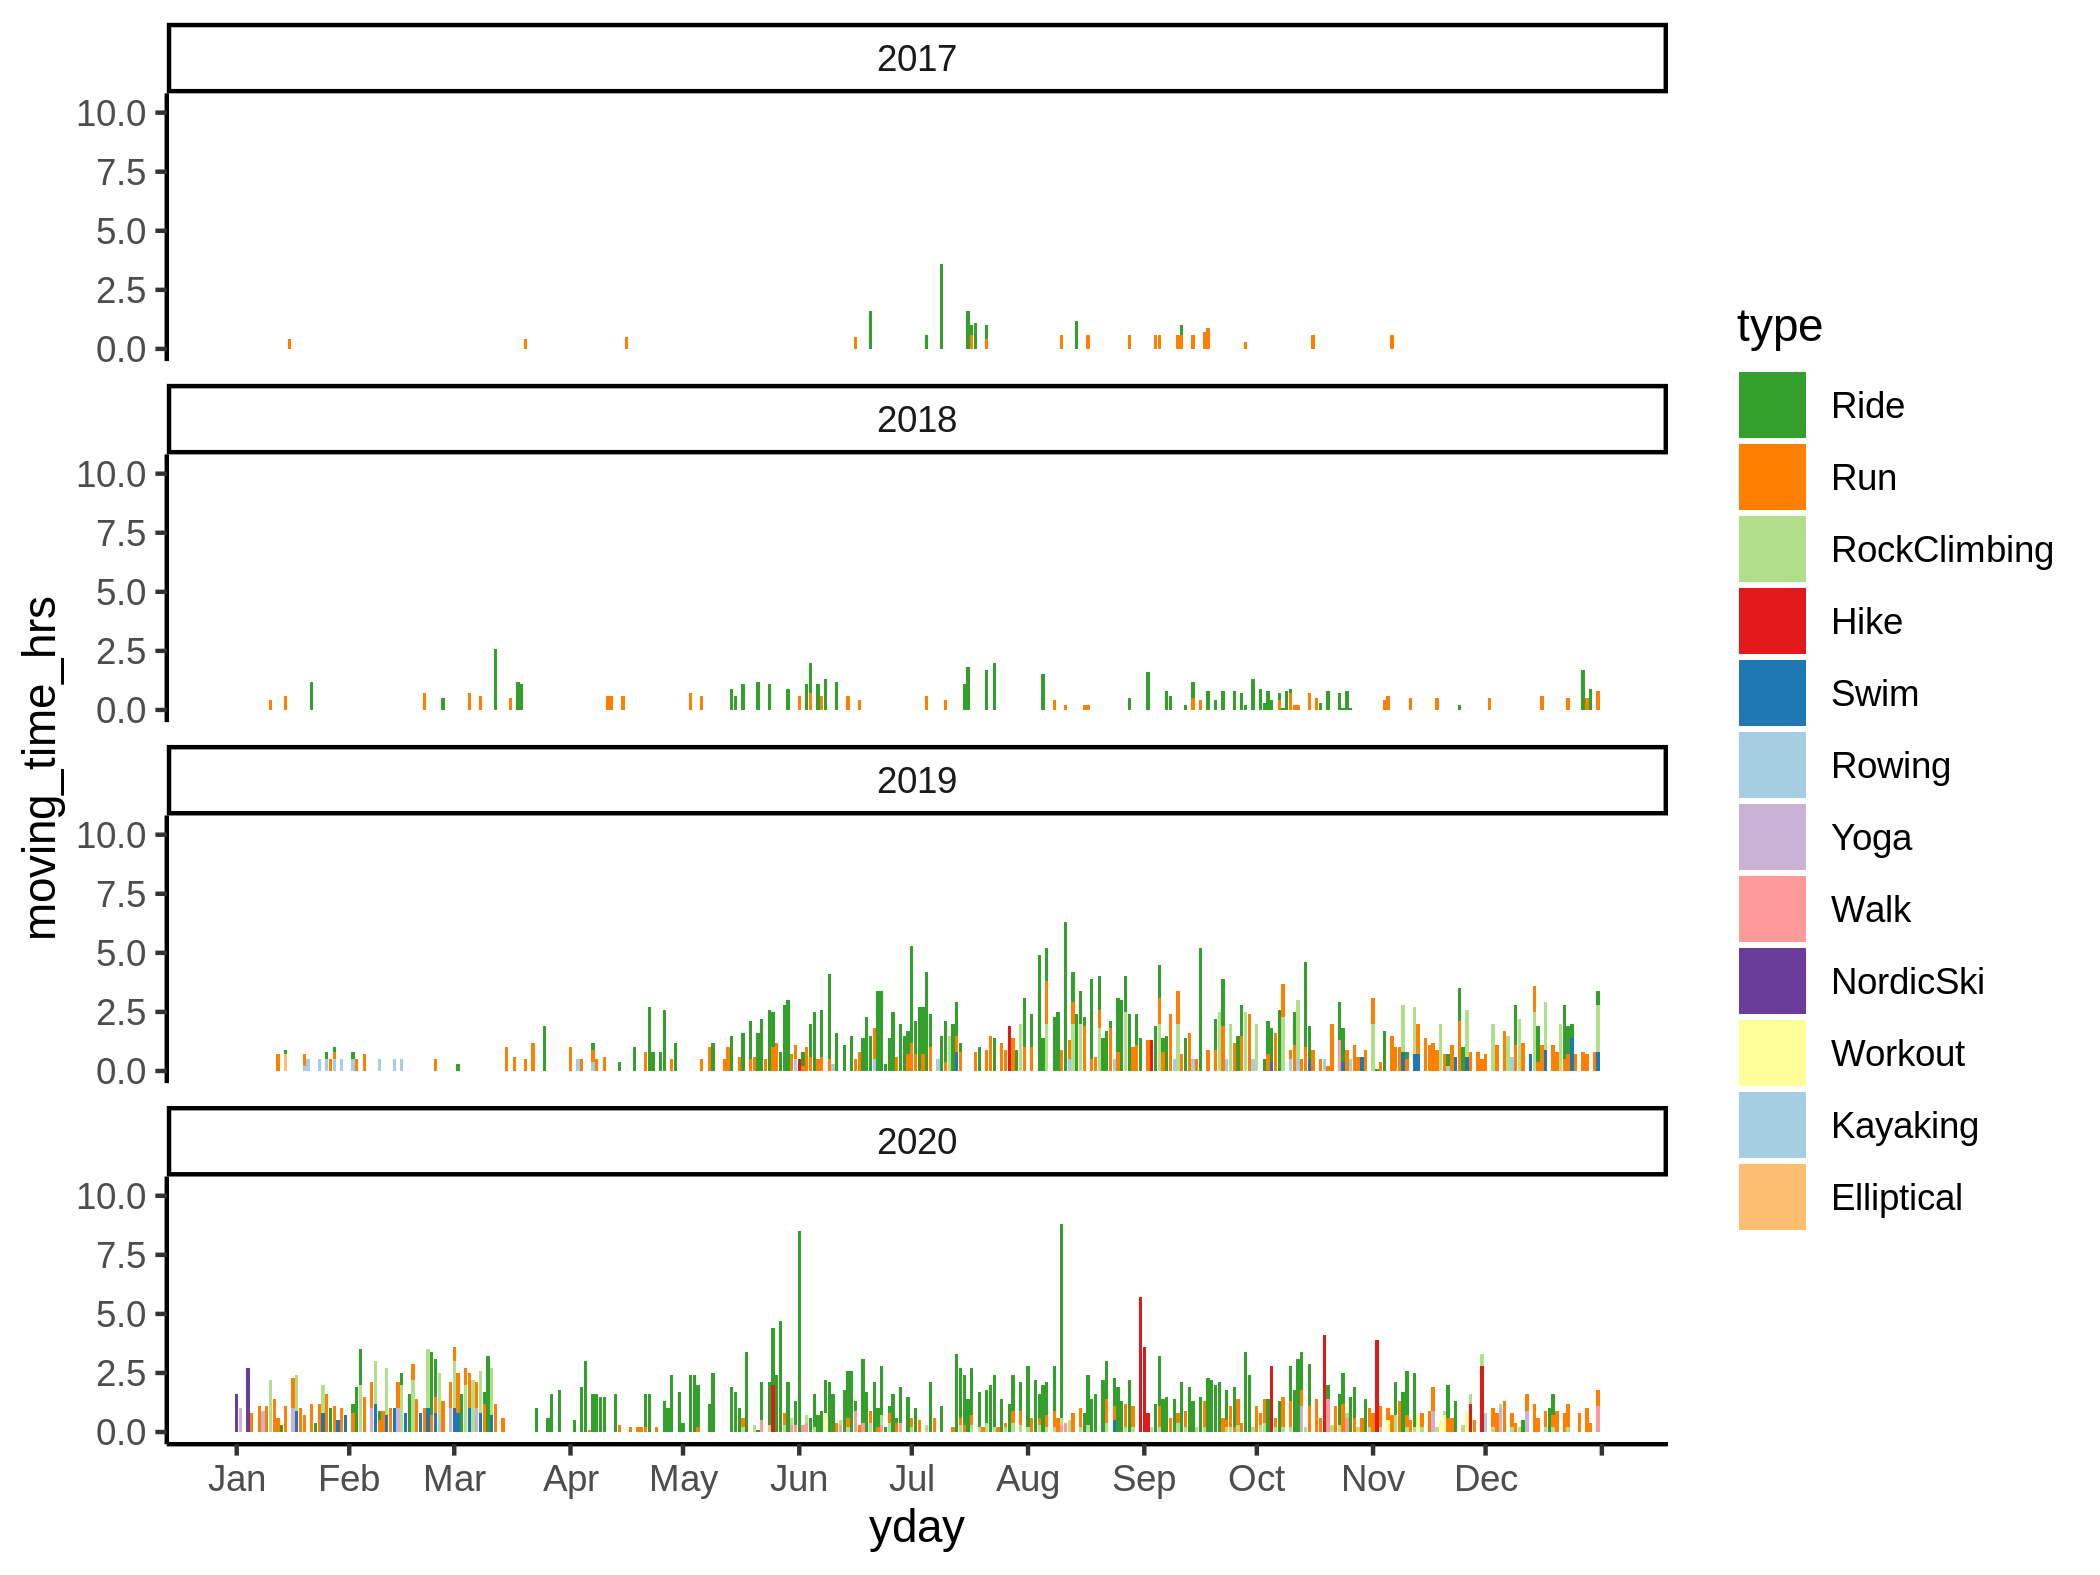 2017
10.0
7.5
5.0
2.5
0.0
2018
10.0
7.5
5.0
2.5
0.0
2019
10.0
7.5
5.0
2.5
0.0
2020
10.0
7.5
5.0
2.5
0.0
Jan Feb Mar Apr May Jun Jul Aug Sep Oct Nov Dec
yday
moving_time_hrs
type
Ride
Run
RockClimbing
Hike
Swim
Rowing
Yoga
Walk
NordicSki
Workout
Kayaking
Elliptical